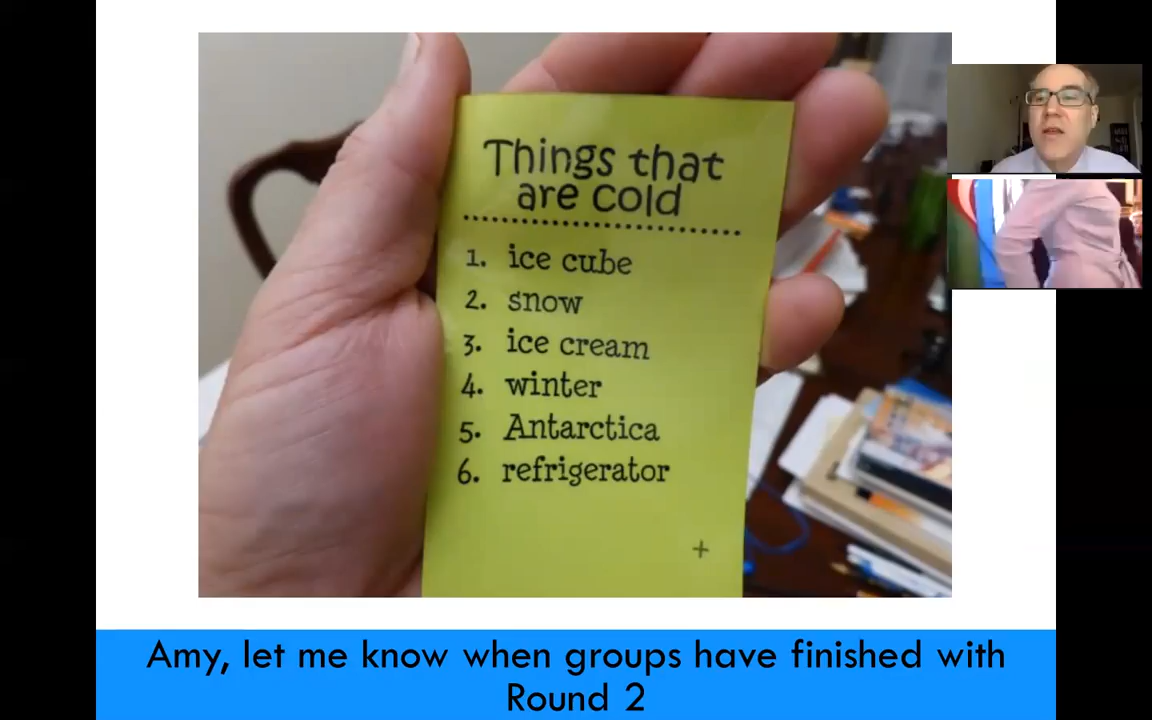 Things that
are cold
1. ice cube
2. snow
3. ice cream
4. winter
5. Antarctica
6. refrigerator
+
Amy, let me know when groups have finished with
Round 2